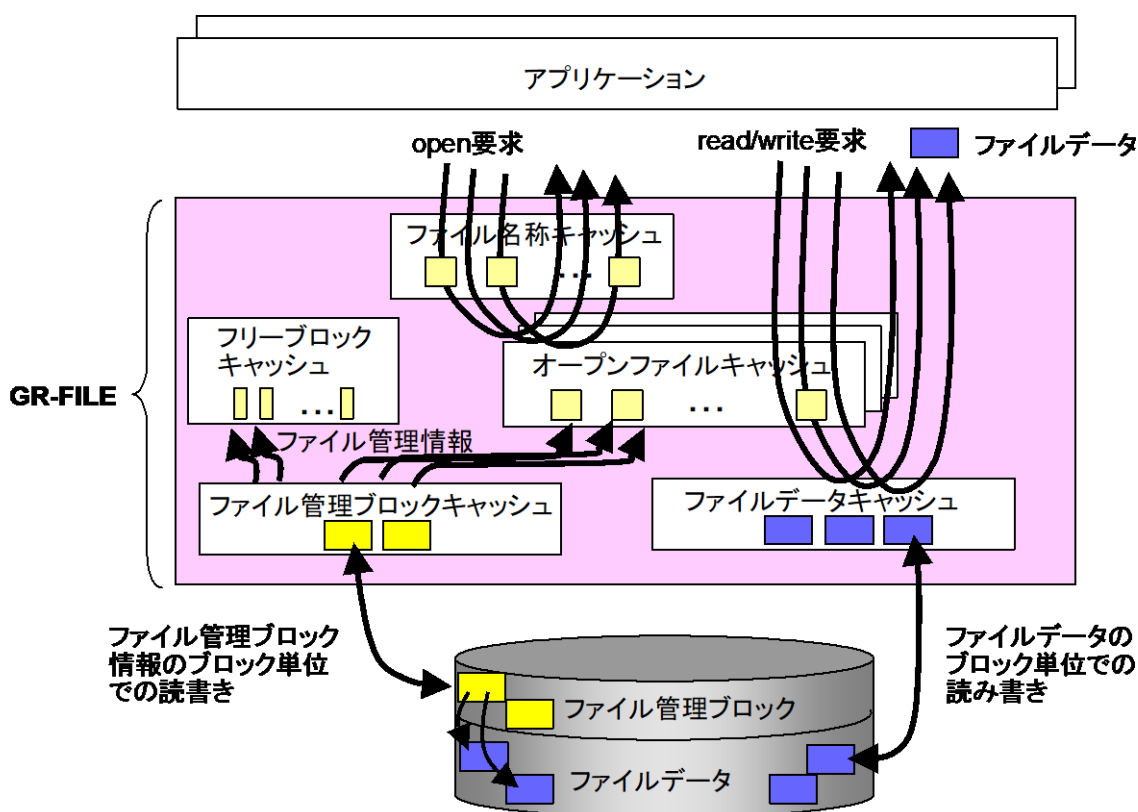 アプリケーション
open要求
read/write要求
ファイルデータ
ファイル名称キャッシュ
...
フリーブロック
キャッシュ
...
オープンファイルキャッシュ
...
GR-FILE
ファイル管理情報
ファイル管理ブロックキャッシュ
ファイルデータキャッシュ
ファイル管理ブロック
情報のブロック単位
での読書き
ファイルデータの
ブロック単位での
読み書き
ファイル管理ブロック
ファイルデータ